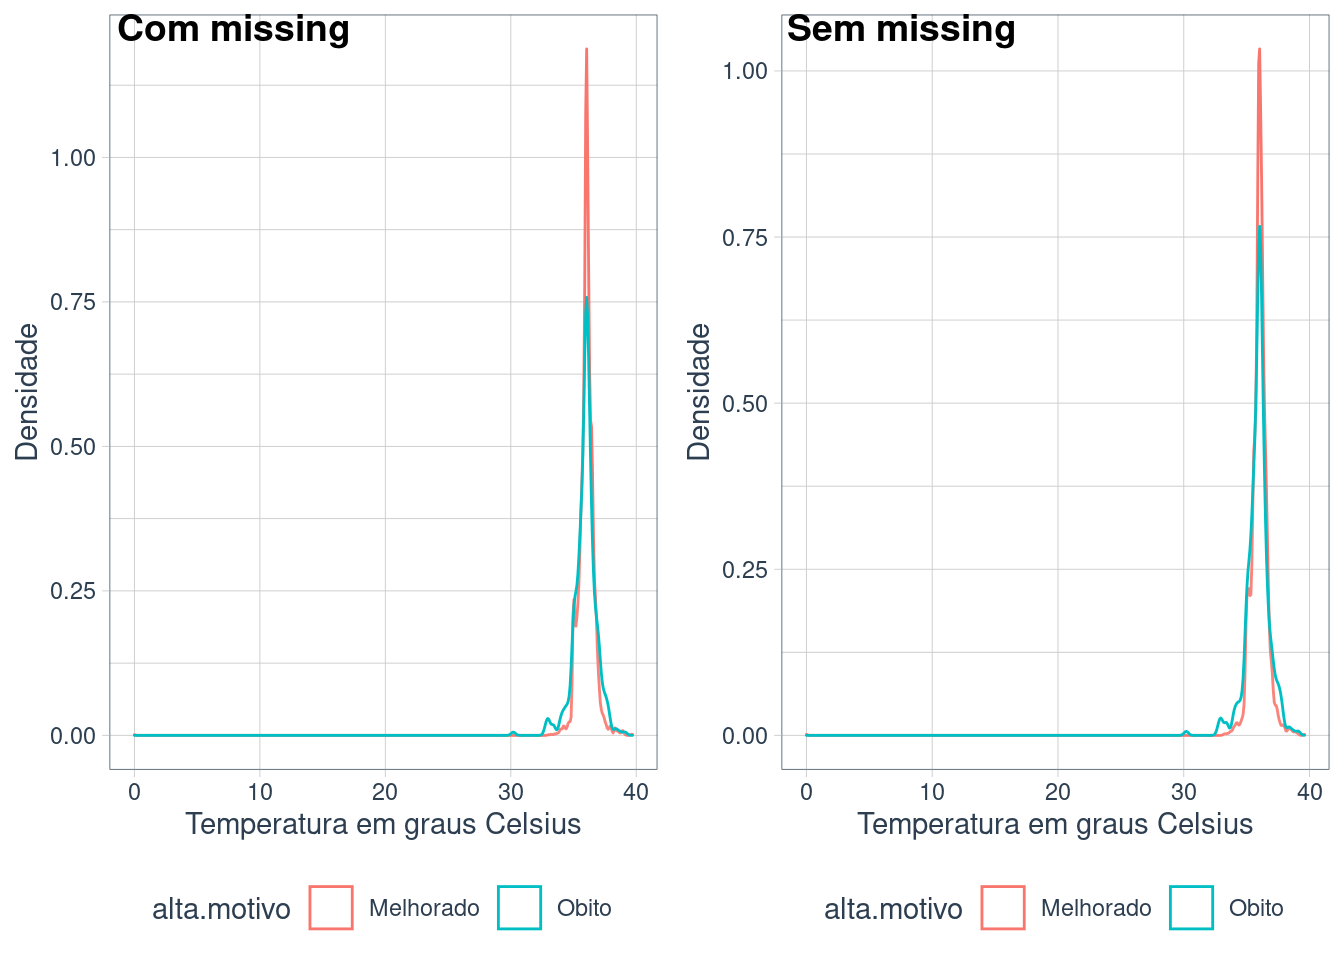 Com missing
1.00
0.75
0.50
0.25
0.00
Densidade
0 10 20 30 40
Temperatura em graus Celsius
alta.motivo Melhorado Obito
Sem missing
1.00
0.75
0.50
0.25
0.00
Densidade
0 10 20 30 40
Temperatura em graus Celsius
alta.motivo Melhorado Obito